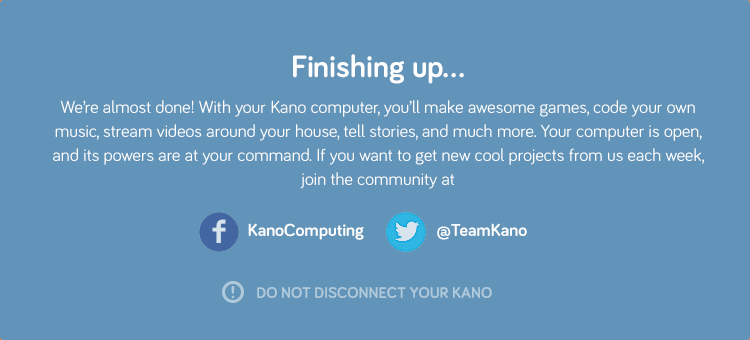 Finishing up...
We're almost done! With your Kano computer, you'll make awesome games, code your own
music, stream videos around your house, tell stories, and much more. Your computer is open,
and its powers are at your command. If you want to get new cool projects from us each week,
join the community at
KanoComputing @TeamKano
DO NOT DISCONNECT YOUR KANO